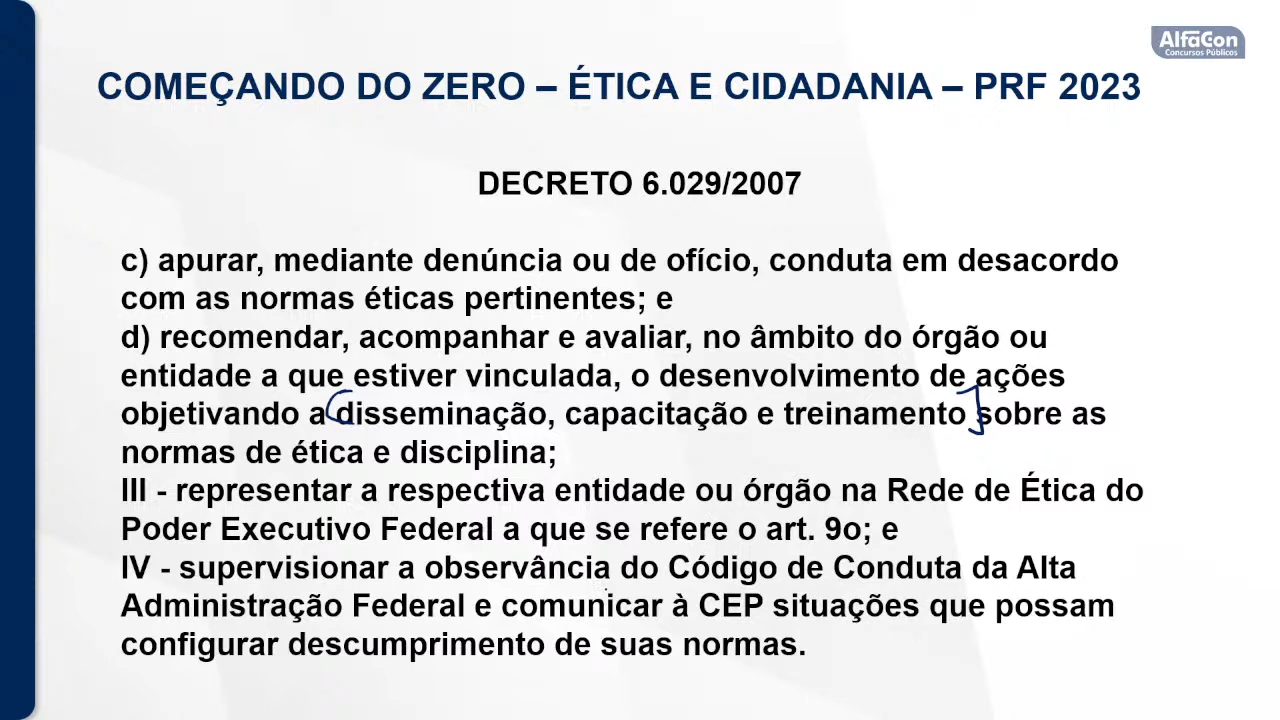 AlfaCon
Concursos Públicos
COMEÇANDO DO ZERO – ÉTICA E CIDADANIA – PRF 2023
DECRETO 6.029/2007
c) apurar, mediante denúncia ou de ofício, conduta em desacordo
com as normas éticas pertinentes; e
d) recomendar, acompanhar e avaliar, no âmbito do órgão ou
entidade a que estiver vinculada, o desenvolvimento de ações
objetivando a disseminação, capacitação e treinamento sobre as
normas de ética e disciplina;
III - representar a respectiva entidade ou órgão na Rede de Ética do
Poder Executivo Federal a que se refere o art. 9o; e
IV - supervisionar a observância do Código de Conduta da Alta
Administração Federal e comunicar à CEP situações que possam
configurar descumprimento de suas normas.